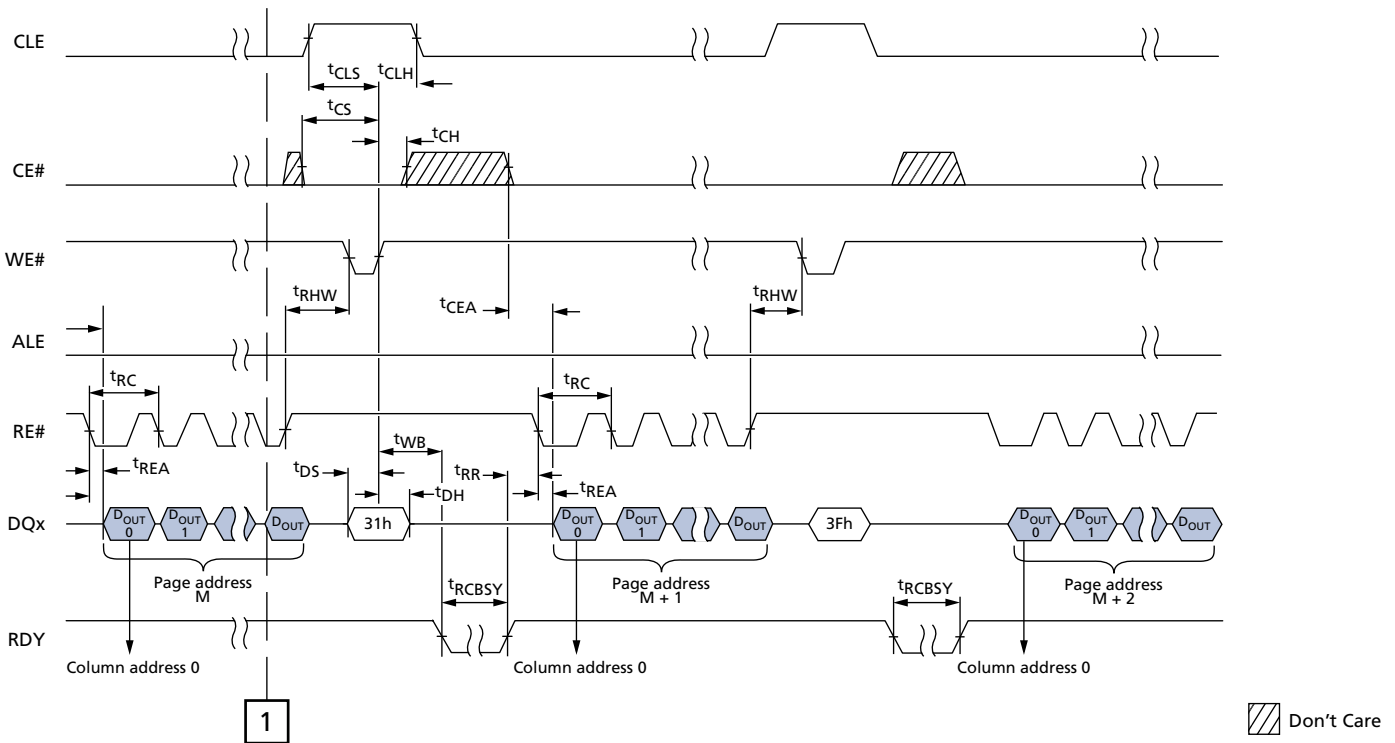 CLE
tCLS tCLH
tCS
tCH
CE#
WE#
tRHW
tCEA
tRHW
ALE
tRC
tRC
RE#
tWB
tREA
tDS
tRR
tDH
tREA
DQx
DOUT 0
DOUT 1
DOUT
31h
DOUT 0
DOUT 1
DOUT
3Fh
DOUT 0
DOUT 1
DOUT
Page address
M
tRCBSY
Page address
M + 1
tRCBSY
Page address
M + 2
RDY
Column address 0
Column address 0
Column address 0
1
Don't Care